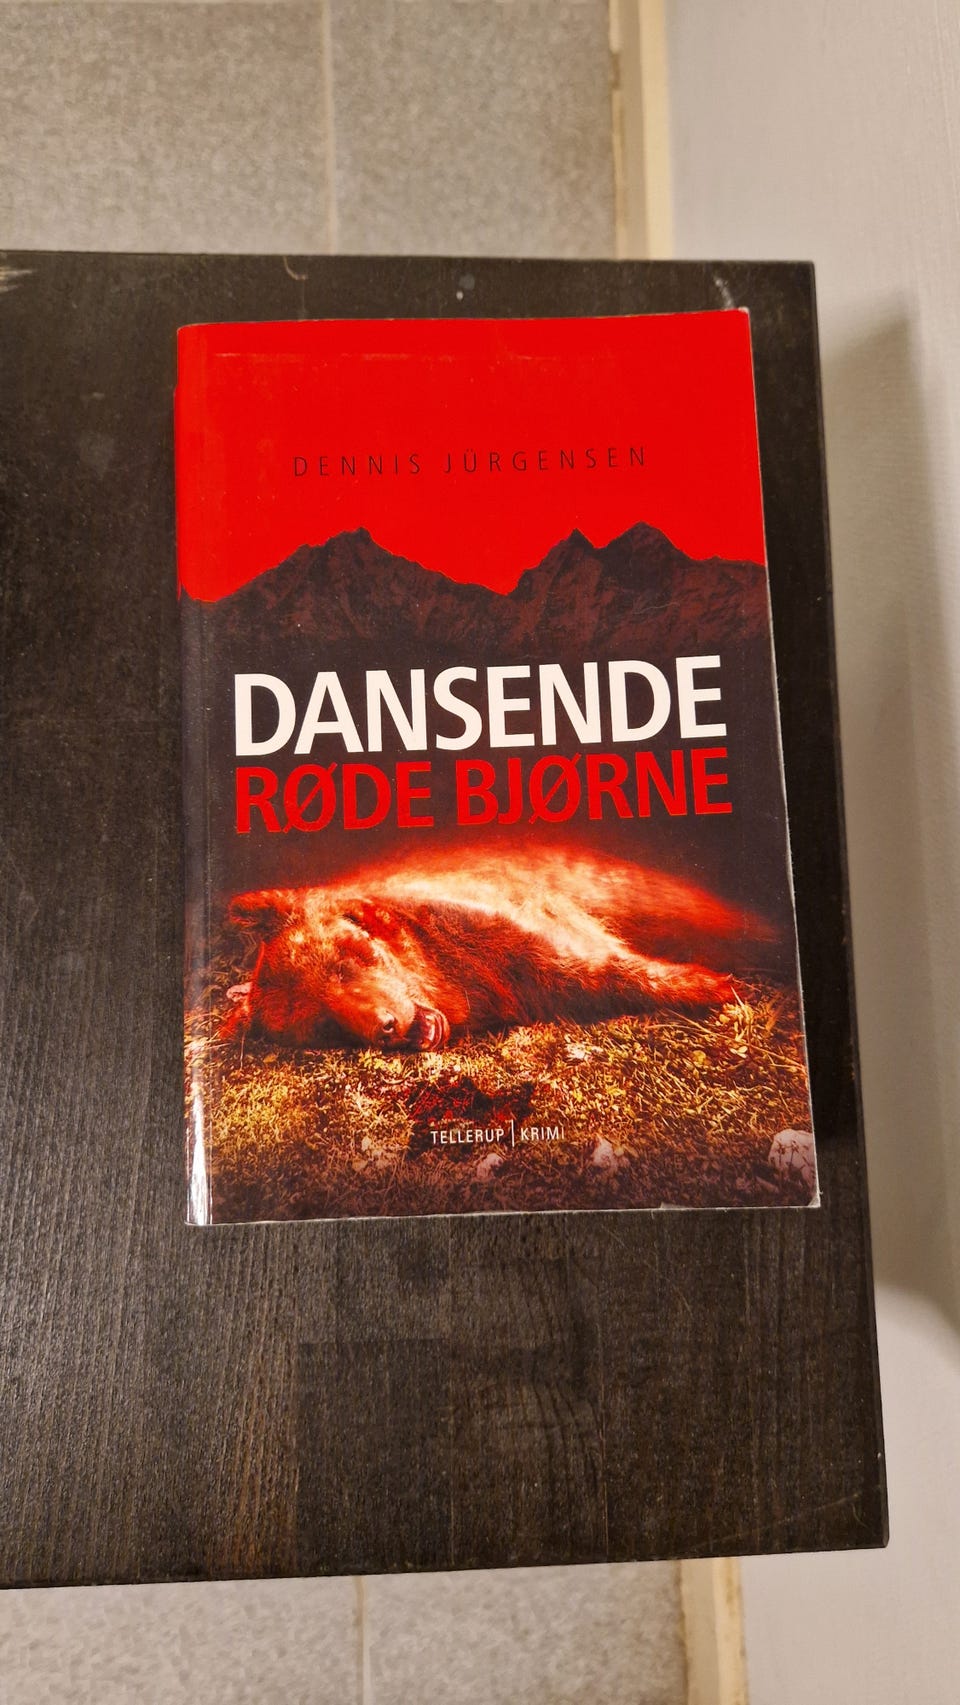 DENNIS JÜRGENSEN
DANSENDE
RØDE BJØRNE
TELLERUP | KRIMI